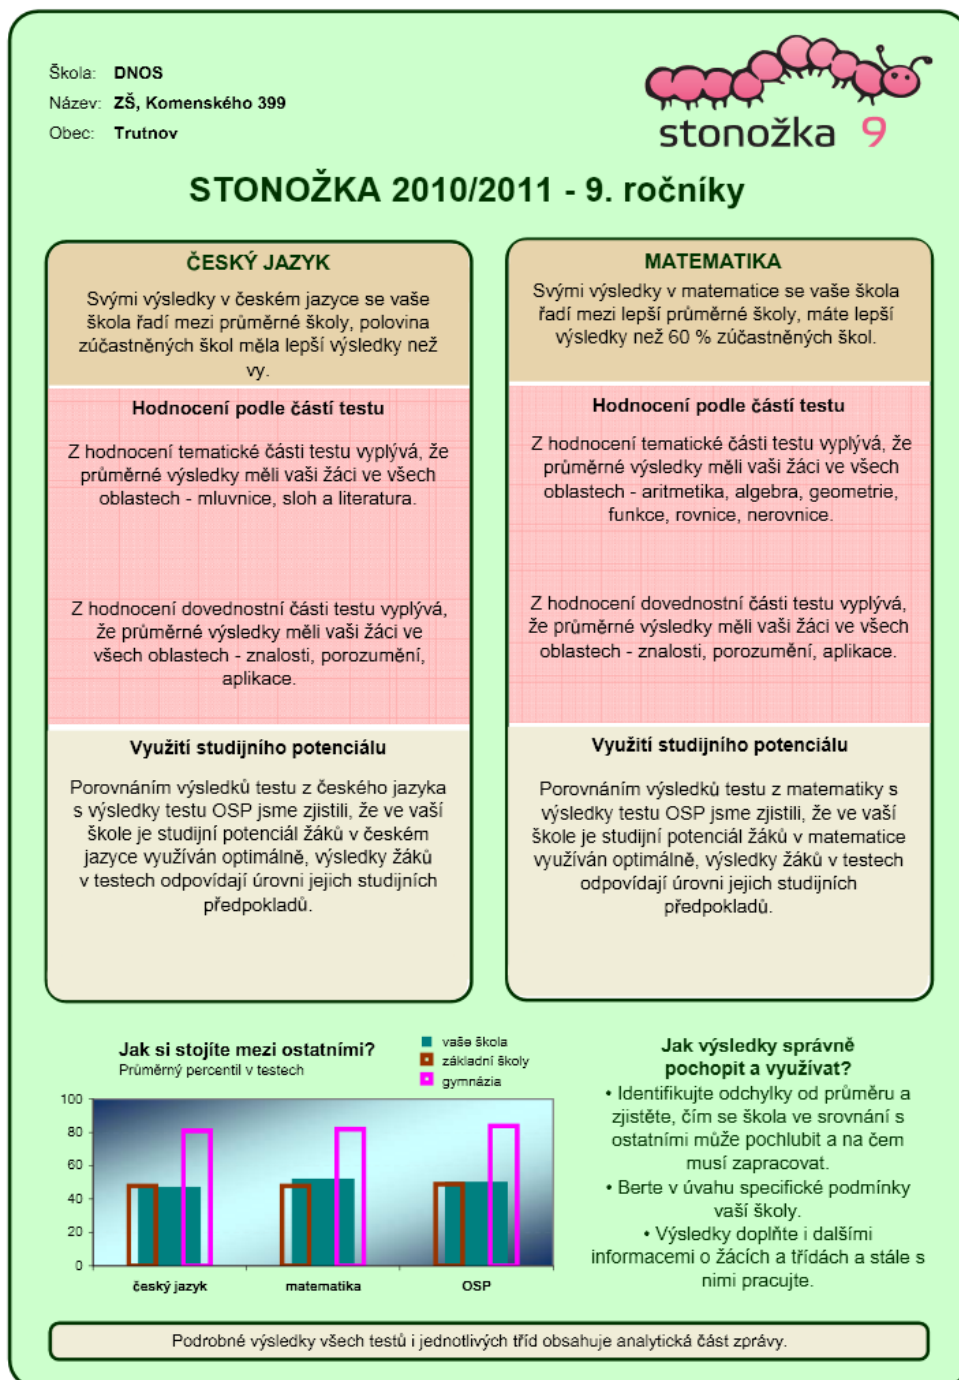 Škola: DNOS
Název: ZŠ, Komenského 399
Obec: Trutnov
stonožka 9
STONOŽKA 2010/2011 - 9. ročníky
ČESKÝ JAZYK
Svými výsledky v českém jazyce se vaše
škola řadí mezi průměrné školy, polovina
zúčastněných škol měla lepší výsledky než
vy.
Hodnocení podle částí testu
Z hodnocení tematické části testu vyplývá, že
průměrné výsledky měli vaši žáci ve všech
oblastech - mluvnice, sloh a literatura.
Z hodnocení dovednostní části testu vyplývá,
že průměrné výsledky měli vaši žáci ve
všech oblastech - znalosti, porozumění,
aplikace.
Využití studijního potenciálu
Porovnáním výsledků testu z českého jazyka
s výsledky testu OSP jsme zjistili, že ve vaší
škole je studijní potenciál žáků v českém
jazyce využíván optimálně, výsledky žáků
v testech odpovídají úrovni jejich studijních
předpokladů.
MATEMATIKA
Svými výsledky v matematice se vaše škola
řadí mezi lepší průměrné školy, máte lepší
výsledky než 60 % zúčastněných škol.
Hodnocení podle částí testu
Z hodnocení tematické části testu vyplývá, že
průměrné výsledky měli vaši žáci ve všech
oblastech - aritmetika, algebra, geometrie,
funkce, rovnice, nerovnice.
Z hodnocení dovednostní části testu vyplývá,
že průměrné výsledky měli vaši žáci ve všech
oblastech - znalosti, porozumění, aplikace.
Využití studijního potenciálu
Porovnáním výsledků testu z matematiky s
výsledky testu OSP jsme zjistili, že ve vaší
škole je studijní potenciál žáků v matematice
využíván optimálně, výsledky žáků v testech
odpovídají úrovni jejich studijních
předpokladů.
Jak si stojíte mezi ostatními?
Průměrný percentil v testech
vaše škola
základní školy
gymnázia
100
80
60
40
20
0
český jazyk
matematika
OSP
Jak výsledky správně
pochopit a využívat?
• Identifikujte odchylky od průměru a
zjistěte, čím se škola ve srovnání s
ostatními může pochlubit a na čem
musí zapracovat.
• Berte v úvahu specifické podmínky
vaší školy.
• Výsledky doplňte i dalšími
informacemi o žácích a třídách a stále s
nimi pracujte.
Podrobné výsledky všech testů i jednotlivých tříd obsahuje analytická část zprávy.